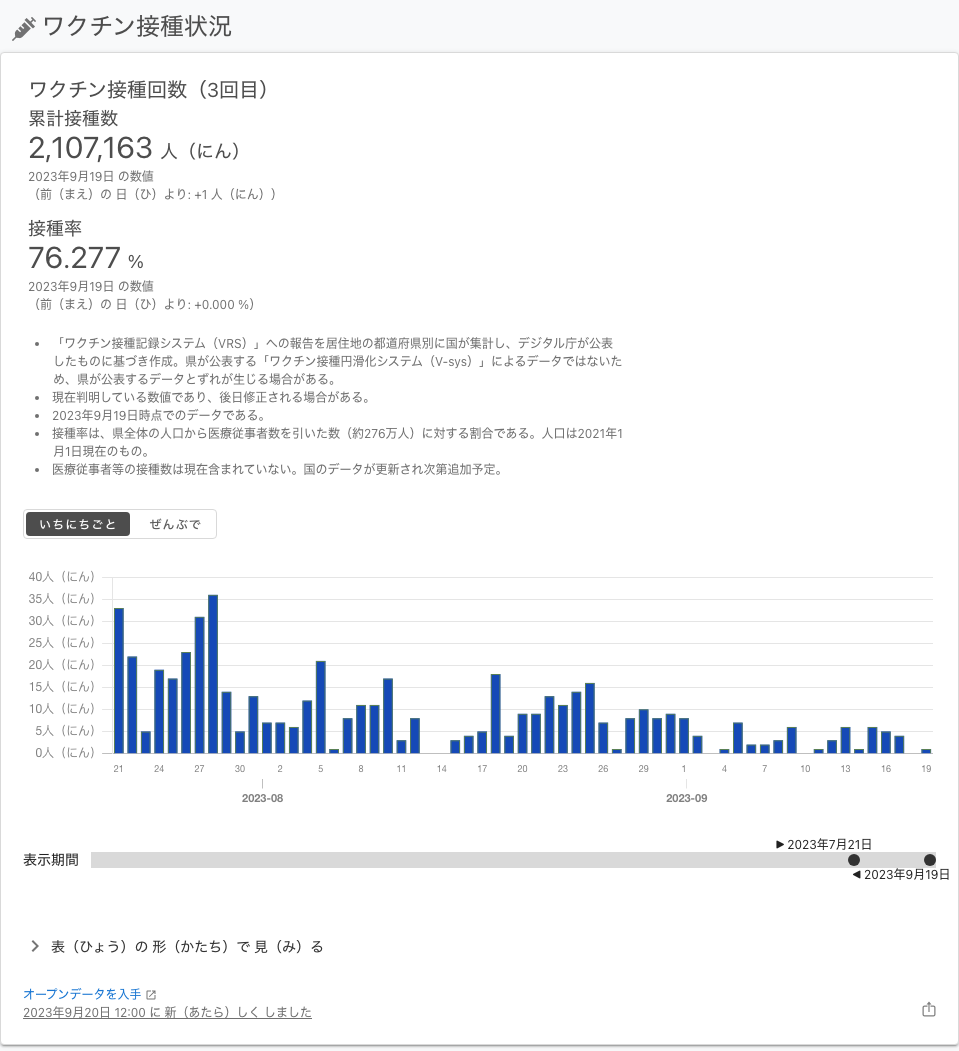 ワクチン接種状況
ワクチン接種回数（3回目）
累計接種数
2,107,163 人（にん）
2023年9月19日 の数値
（前（まえ）の 日（ひ）より: +1 人（にん））
接種率
76.277 %
2023年9月19日 の数値
（前（まえ）の 日（ひ）より: +0.000 %）
• 「ワクチン接種記録システム（VRS）」への報告を居住地の都道府県別に国が集計し、デジタル庁が公表
したものに基づき作成。県が公表する「ワクチン接種円滑化システム（V-sys）」によるデータではないた
め、県が公表するデータとずれが生じる場合がある。
• 現在判明している数値であり、後日修正される場合がある。
• 2023年9月19日時点でのデータである。
• 接種率は、県全体の人口から医療従事者数を引いた数（約276万人）に対する割合である。人口は2021年1
月1日現在のもの。
• 医療従事者等の接種数は現在含まれていない。国のデータが更新され次第追加予定。
いちにちごと ぜんぶで
40人（にん）
35人（にん）
30人（にん）
25人（にん）
20人（にん）
15人（にん）
10人（にん）
5人（にん）
0人（にん）
21 24 27 30 2 5 8 11 14 17 20 23 26 29 1 4 7 10 13 16 19
2023-08 2023-09
2023年7月21日
表示期間
2023年9月19日
表（ひょう）の 形（かたち）で 見（み）る
オープンデータを入手
2023年9月20日 12:00 に 新（あたら）しく しました